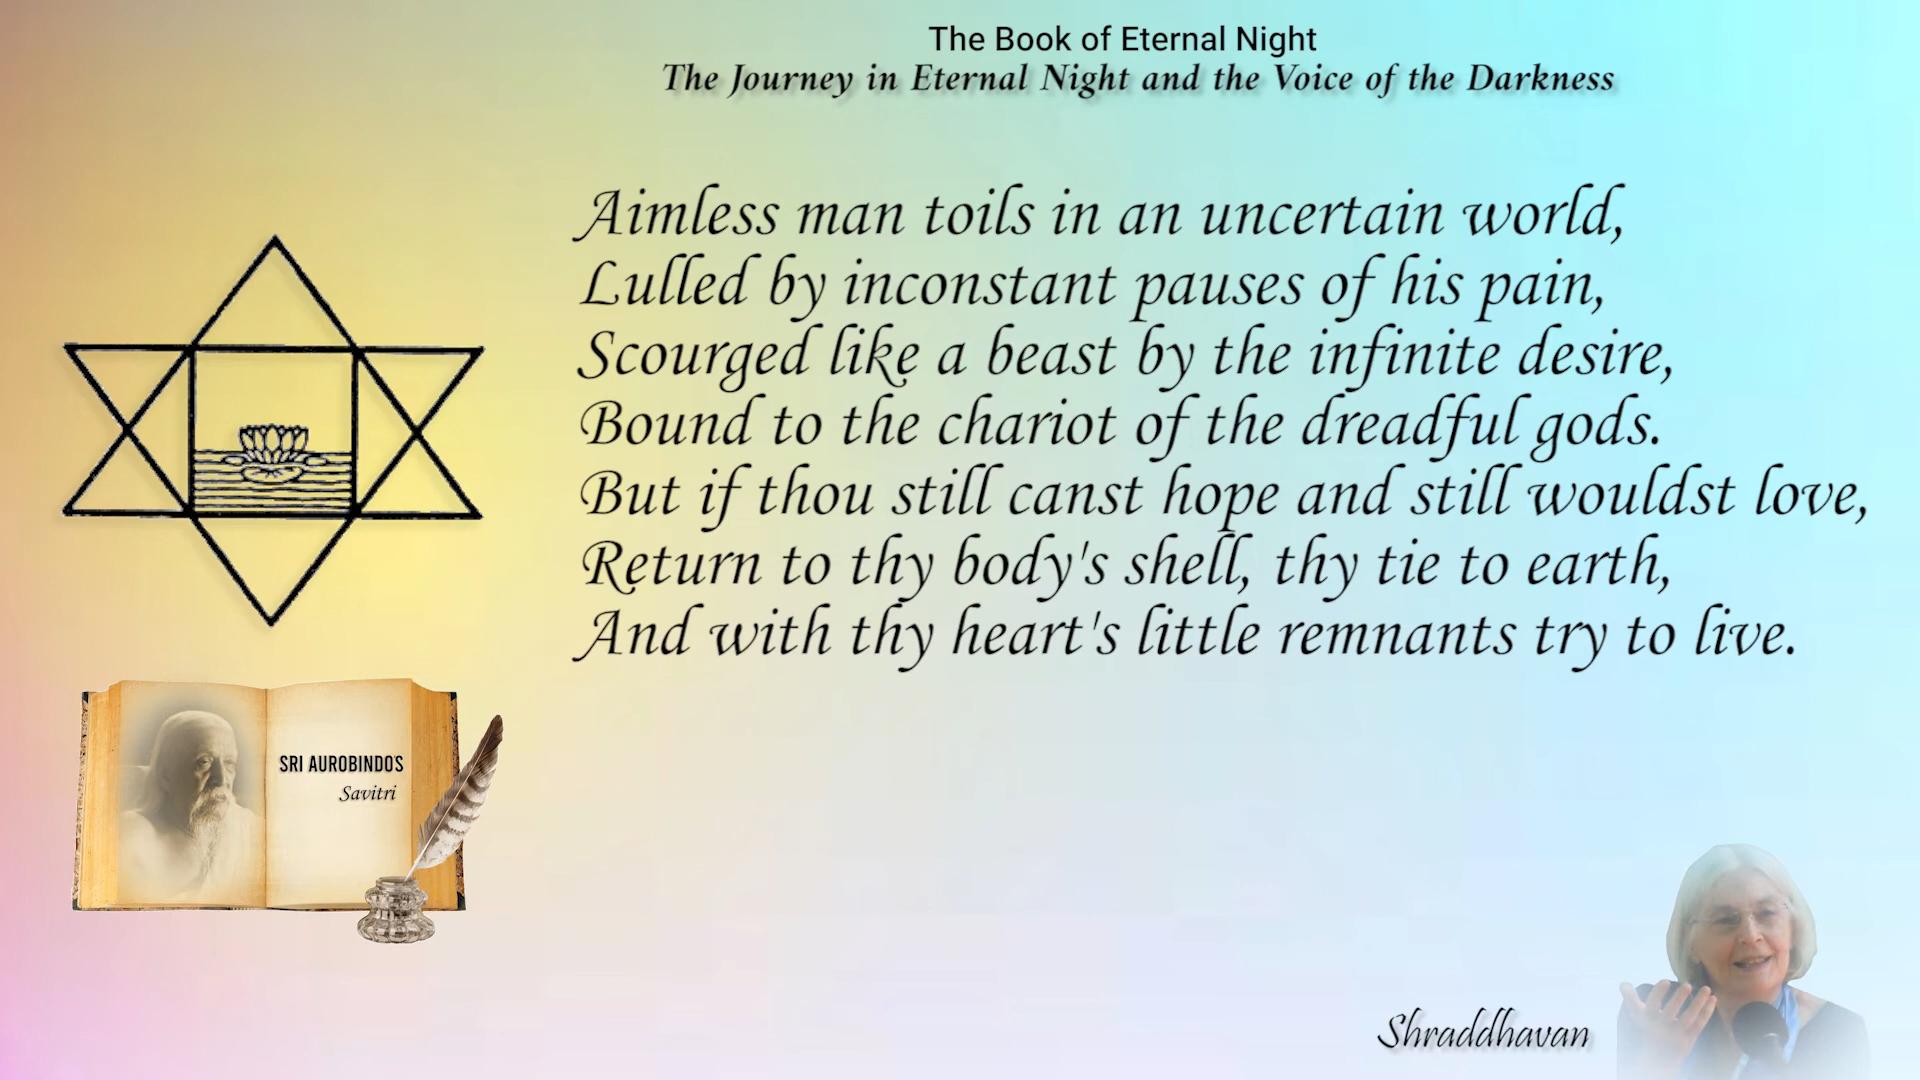 The Book of Eternal Night
The Journey in Eternal Night and the Voice of the Darkness
Aimless man toils in an uncertain world,
Lulled by inconstant pauses of his pain,
Scourged like a beast by the infinite desire,
Bound to the chariot of the dreadful gods.
But if thou still canst hope and still wouldst love,
Return to thy body's shell, thy tie to earth,
And with thy heart's little remnants try to live.
SRI AUROBINDO'S
Savitri
Shraddhavan